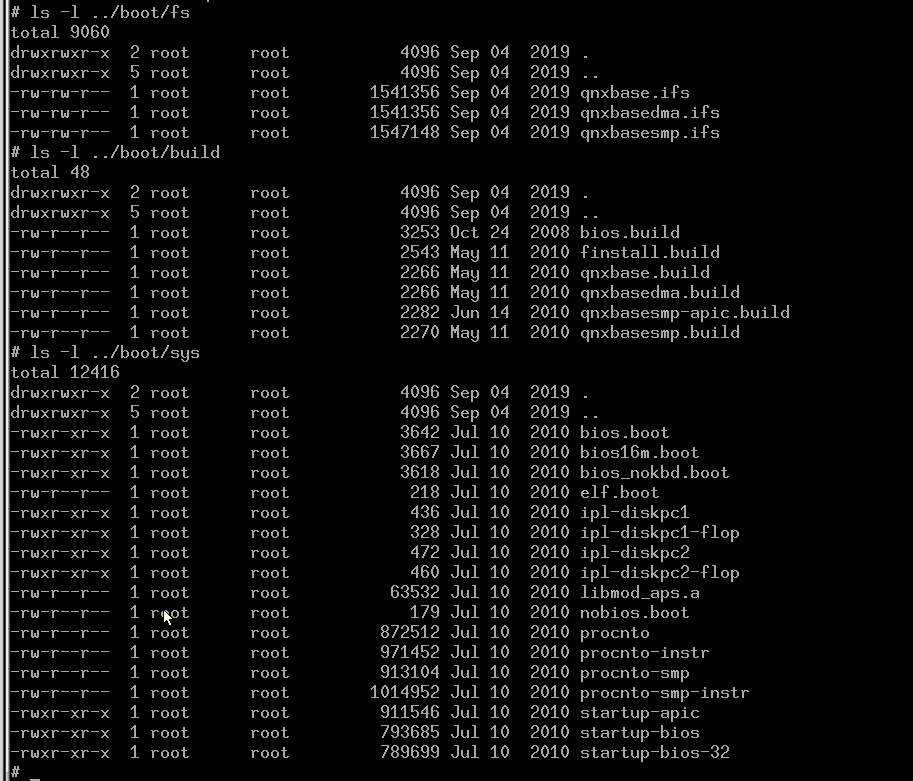 # ls -l ../boot/fs
total 9060
drwxrwxr-x  2 root      root           4096 Sep 04  2019 .
drwxrwxr-x  5 root      root           4096 Sep 04  2019 ..
-rw-rw-r--  1 root      root        1541356 Sep 04  2019 qnxbase.ifs
-rw-rw-r--  1 root      root        1541356 Sep 04  2019 qnxbasedma.ifs
-rw-rw-r--  1 root      root        1547148 Sep 04  2019 qnxbasesmp.ifs
# ls -l ../boot/build
total 48
drwxrwxr-x  2 root      root           4096 Sep 04  2019 .
drwxrwxr-x  5 root      root           4096 Sep 04  2019 ..
-rw-r--r--  1 root      root           3253 Oct 24  2008 bios.build
-rw-r--r--  1 root      root           2543 May 11  2010 finstall.build
-rw-r--r--  1 root      root           2266 May 11  2010 qnxbase.build
-rw-r--r--  1 root      root           2266 May 11  2010 qnxbasedma.build
-rw-r--r--  1 root      root           2282 Jun 14  2010 qnxbasesmp-apic.build
-rw-r--r--  1 root      root           2270 May 11  2010 qnxbasesmp.build
# ls -l ../boot/sys
total 12416
drwxrwxr-x  2 root      root           4096 Sep 04  2019 .
drwxrwxr-x  5 root      root           4096 Sep 04  2019 ..
-rwxr-xr-x  1 root      root           3642 Jul 10  2010 bios.boot
-rwxr-xr-x  1 root      root           3667 Jul 10  2010 bios16m.boot
-rwxr-xr-x  1 root      root           3618 Jul 10  2010 bios_nokbd.boot
-rw-r--r--  1 root      root            218 Jul 10  2010 elf.boot
-rwxr-xr-x  1 root      root            436 Jul 10  2010 ipl-diskpc1
-rwxr-xr-x  1 root      root            328 Jul 10  2010 ipl-diskpc1-flop
-rwxr-xr-x  1 root      root            472 Jul 10  2010 ipl-diskpc2
-rwxr-xr-x  1 root      root            460 Jul 10  2010 ipl-diskpc2-flop
-rw-r--r--  1 root      root          63532 Jul 10  2010 libmod_aps.a
-rw-r--r--  1 root      root            179 Jul 10  2010 nobios.boot
-rw-r--r--  1 root      root         872512 Jul 10  2010 procnto
-rw-r--r--  1 root      root         971452 Jul 10  2010 procnto-instr
-rw-r--r--  1 root      root         913104 Jul 10  2010 procnto-smp
-rw-r--r--  1 root      root        1014952 Jul 10  2010 procnto-smp-instr
-rwxr-xr-x  1 root      root         911546 Jul 10  2010 startup-apic
-rwxr-xr-x  1 root      root         793685 Jul 10  2010 startup-bios
-rwxr-xr-x  1 root      root         789699 Jul 10  2010 startup-bios-32
# _